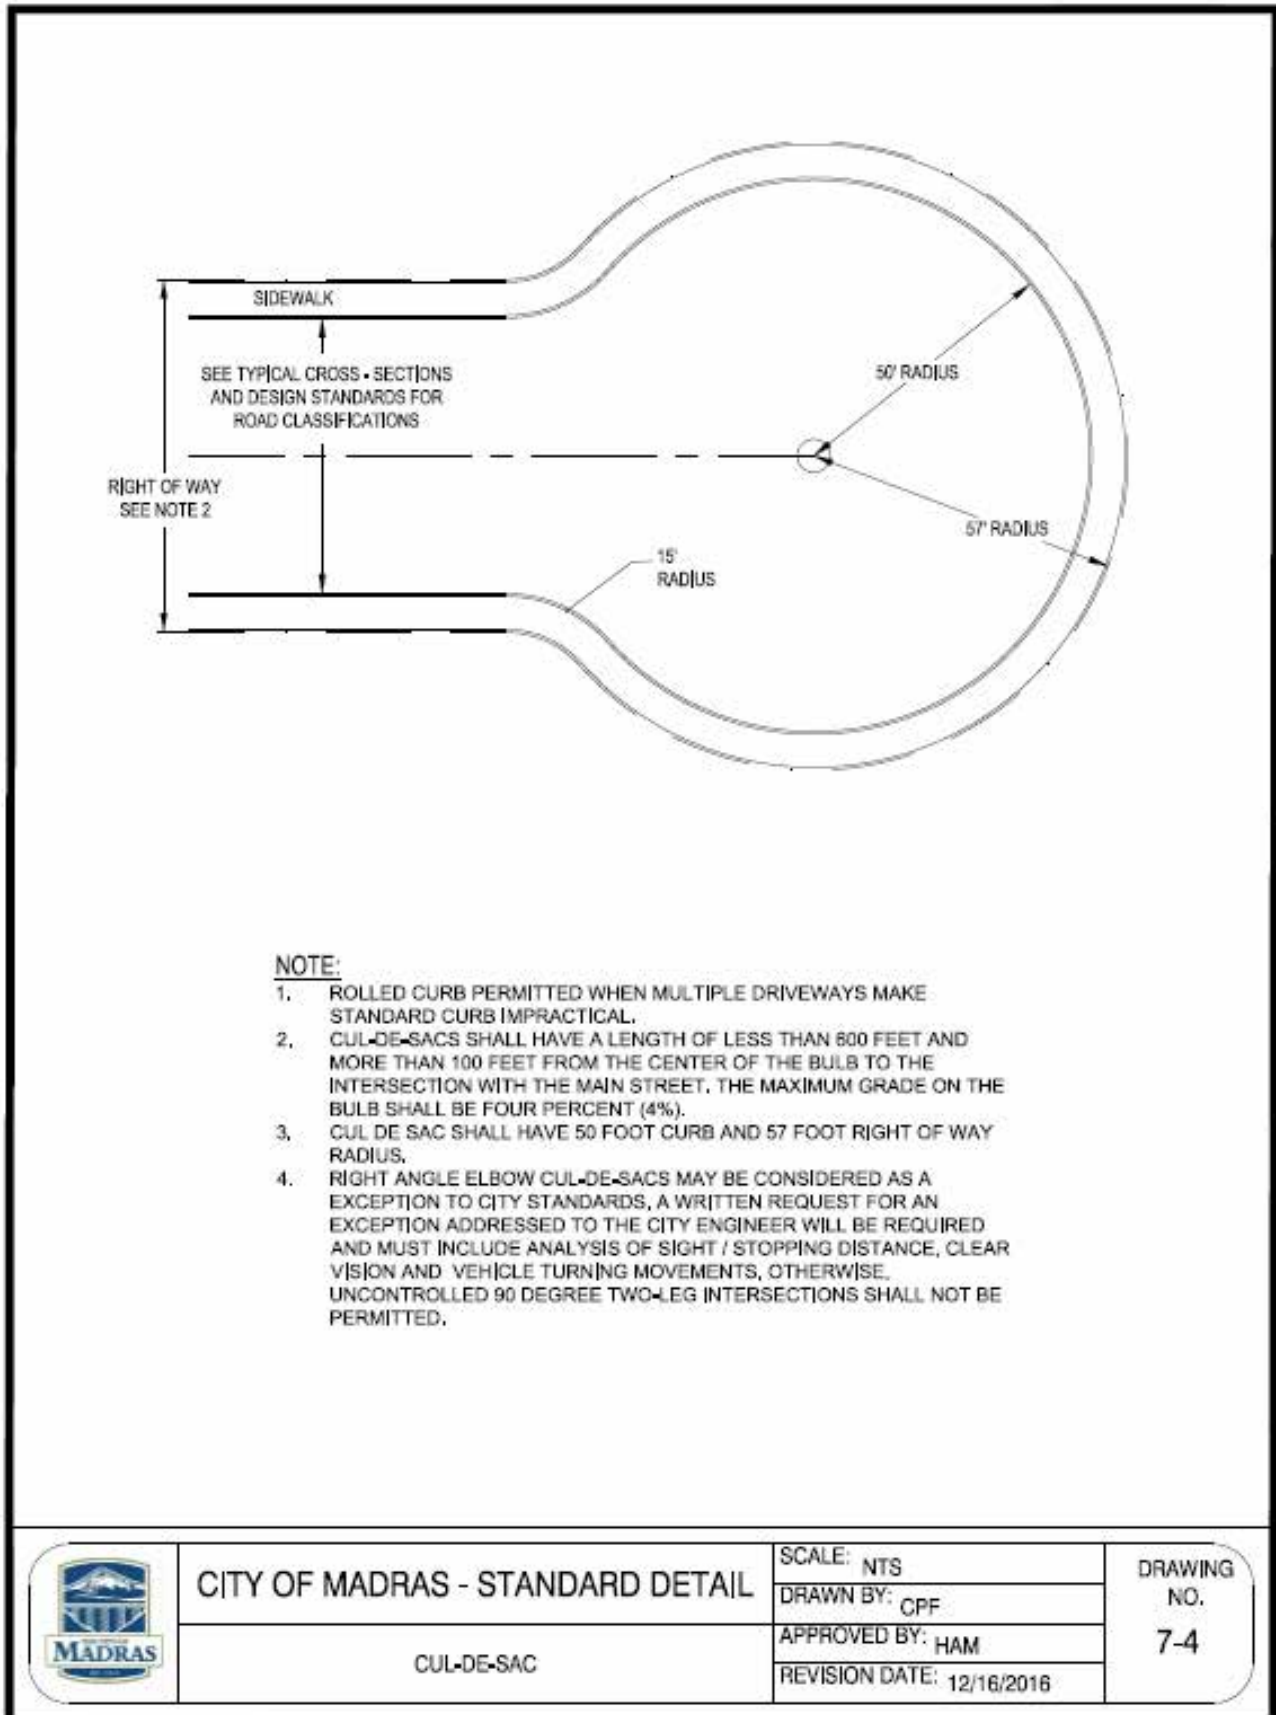 SIDEWALK
SEE TYPICAL CROSS - SECTIONS
AND DESIGN STANDARDS FOR
ROAD CLASSIFICATIONS
50' RADIUS
RIGHT OF WAY
SEE NOTE 2
57' RADIUS
15'
RADIUS
NOTE:
1. ROLLED CURB PERMITTED WHEN MULTIPLE DRIVEWAYS MAKE
STANDARD CURB IMPRACTICAL.
2. CUL-DE-SACS SHALL HAVE A LENGTH OF LESS THAN 600 FEET AND
MORE THAN 100 FEET FROM THE CENTER OF THE BULB TO THE
INTERSECTION WITH THE MAIN STREET. THE MAXIMUM GRADE ON THE
BULB SHALL BE FOUR PERCENT (4%).
3. CUL DE SAC SHALL HAVE 50 FOOT CURB AND 57 FOOT RIGHT OF WAY
RADIUS.
4. RIGHT ANGLE ELBOW CUL-DE-SACS MAY BE CONSIDERED AS A
EXCEPTION TO CITY STANDARDS, A WRITTEN REQUEST FOR AN
EXCEPTION ADDRESSED TO THE CITY ENGINEER WILL BE REQUIRED
AND MUST INCLUDE ANALYSIS OF SIGHT / STOPPING DISTANCE, CLEAR
VISION AND VEHICLE TURNING MOVEMENTS, OTHERWISE,
UNCONTROLLED 90 DEGREE TWO-LEG INTERSECTIONS SHALL NOT BE
PERMITTED.
MADRAS
CITY OF MADRAS - STANDARD DETAIL
CUL-DE-SAC
SCALE: NTS
DRAWN BY: CPF
APPROVED BY: HAM
REVISION DATE: 12/16/2016
DRAWING
NO.
7-4